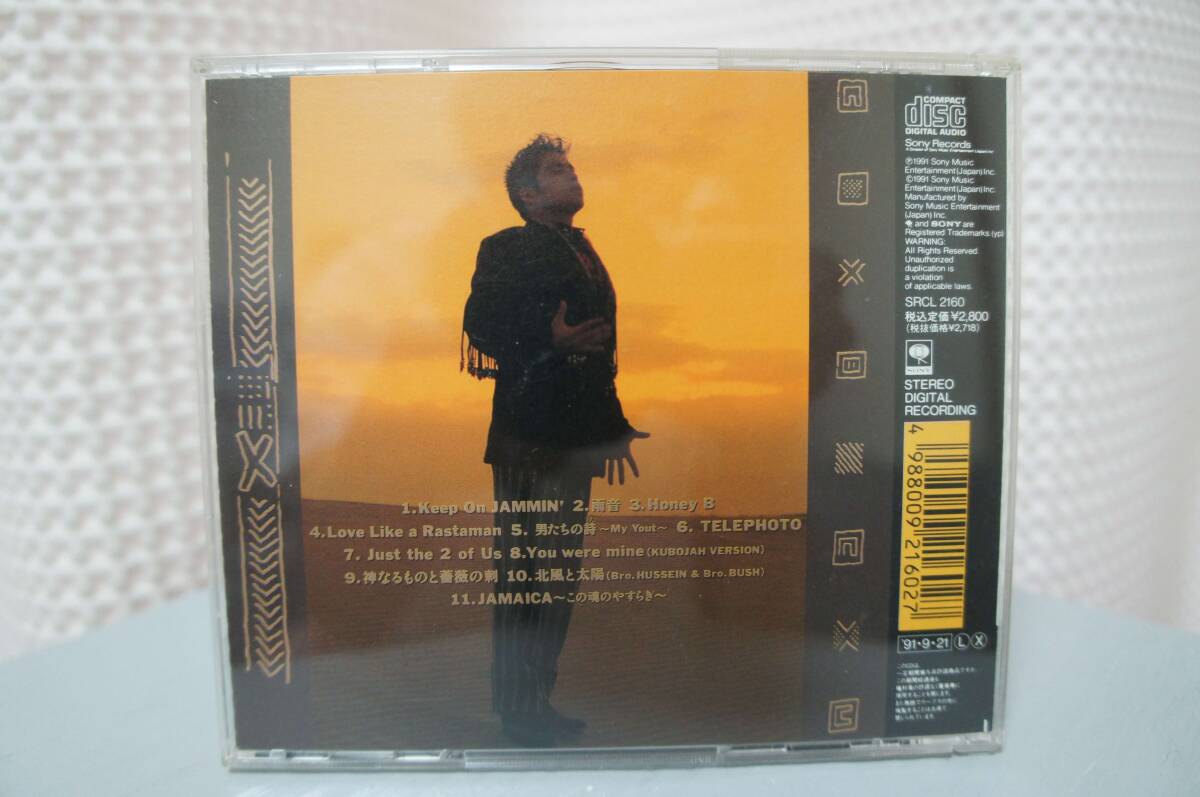 1.Keep On JAMMIN' 2.雨音 3.Honey B
4.Love Like a Rastaman 5. 男たちの詩～My Yout～ 6. TELEPHOTO
7. Just the 2 of Us 8.You were mine(KUBOJAH VERSION)
9.神なるものと薔薇の刺 10.北風と太陽(Bro.HUSSEIN & Bro.BUSH)
11.JAMAICA～この魂のやすらぎ～
COMPACT
disc
DIGITAL AUDIO
Sony Records
℗1991 Sony Music
Entertainment(Japan)Inc.
©1991 Sony Music
Entertainment(Japan)Inc.
Manufactured by
Sony Music Entertainment
(Japan) Inc.
and SONY are
Registered Trademarks.(yp)
WARNING:
All Rights Reserved.
Unauthorized
duplication is
a violation
of applicable laws.
SRCL 2160
税込定価¥2,800
(税抜価格¥2,718)
SONY
STEREO
DIGITAL
RECORDING
4 988009 216027
'91・9・21 L X